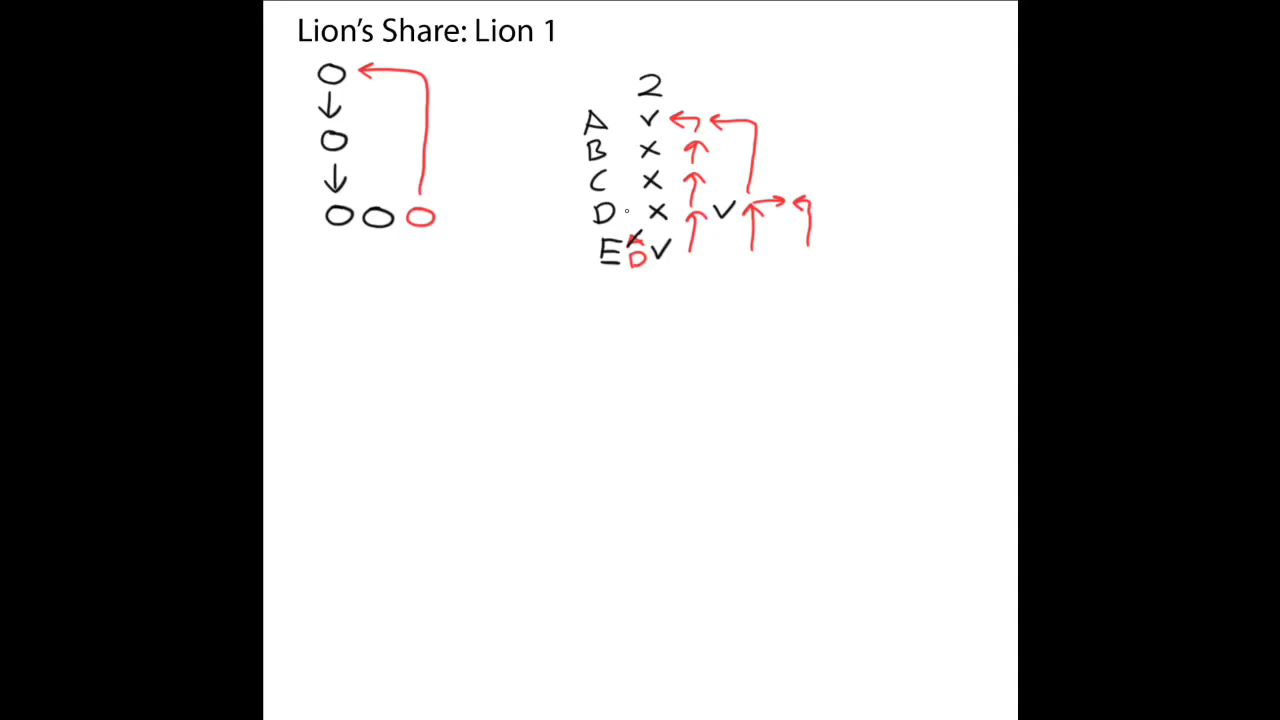 Lion's Share: Lion 1
2
A ✓
B ×
C ×
D × ✓
E D ✓